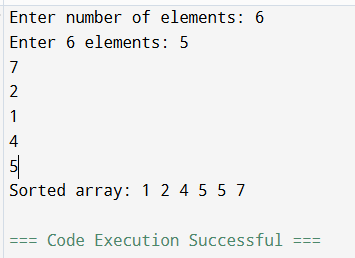 Enter number of elements: 6
Enter 6 elements: 5
7
2
1
4
5
Sorted array: 1 2 4 5 5 7
=== Code Execution Successful ===